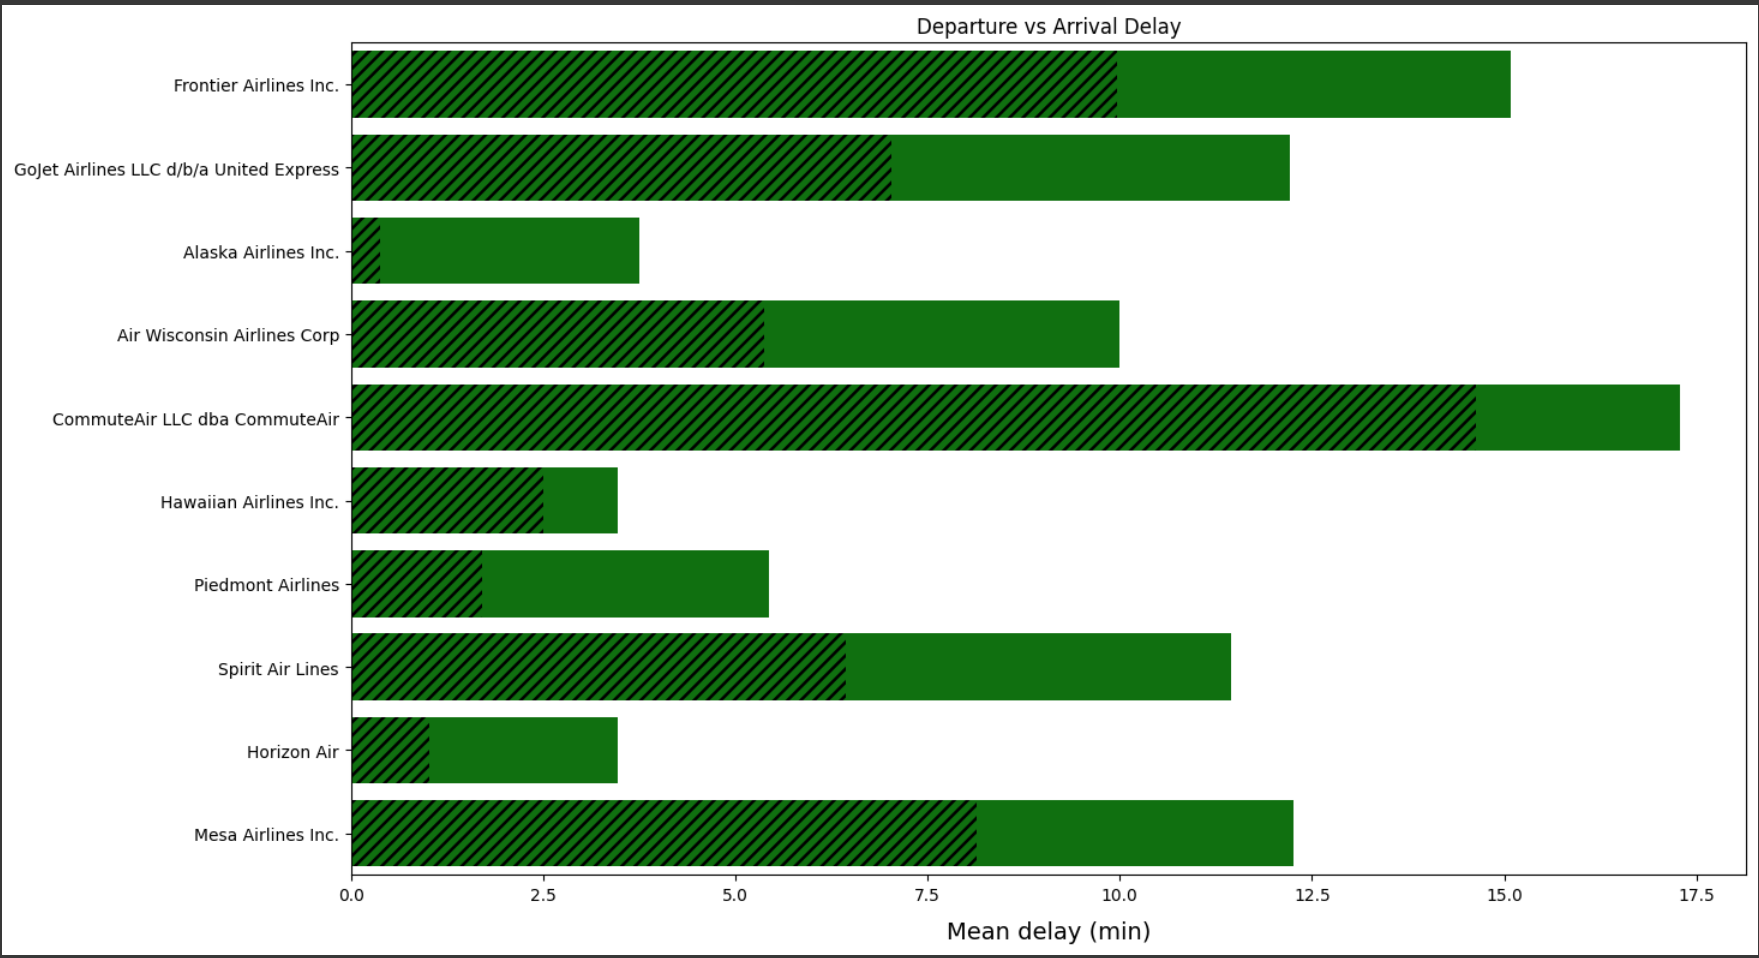 Departure vs Arrival Delay
Frontier Airlines Inc.
GoJet Airlines LLC d/b/a United Express
Alaska Airlines Inc.
Air Wisconsin Airlines Corp
CommuteAir LLC dba CommuteAir
Hawaiian Airlines Inc.
Piedmont Airlines
Spirit Air Lines
Horizon Air
Mesa Airlines Inc.
0.0 2.5 5.0 7.5 10.0 12.5 15.0 17.5
Mean delay (min)